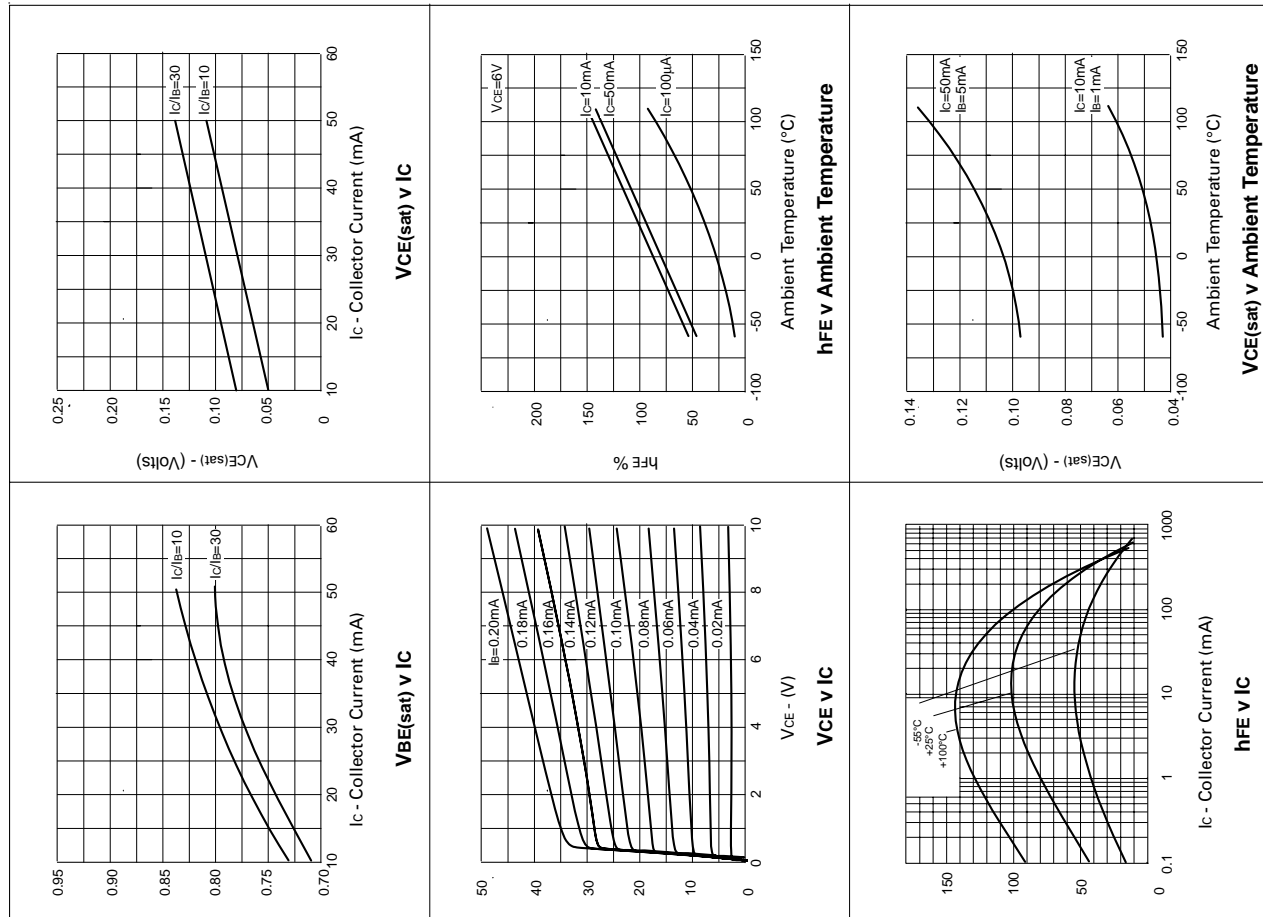 0.25
0.20
0.15
0.10
0.05
0
VCE(sat) - (Volts)
10
20
30
40
50
60
IC/IB=30
IC/IB=10
IC - Collector Current (mA)
VCE(sat) v IC
200
150
100
50
0
hFE %
-100
-50
0
50
100
150
VCE=6V
IC=10mA
IC=50mA
IC=100µA
Ambient Temperature (°C)
hFE v Ambient Temperature
0.14
0.12
0.10
0.08
0.06
0.04
VCE(sat) - (Volts)
-100
-50
0
50
100
150
IC=50mA
IB=5mA
IC=10mA
IB=1mA
Ambient Temperature (°C)
VCE(sat) v Ambient Temperature
0.95
0.90
0.85
0.80
0.75
0.70
10
20
30
40
50
60
IC/IB=10
IC/IB=30
IC - Collector Current (mA)
VBE(sat) v IC
50
40
30
20
10
0
0
2
4
6
8
10
IB=0.20mA
0.18mA
0.16mA
0.14mA
0.12mA
0.10mA
0.08mA
0.06mA
0.04mA
0.02mA
VCE - (V)
VCE v IC
150
100
50
0
0.1
1
10
100
1000
-55°C
+25°C
+100°C
IC - Collector Current (mA)
hFE v IC